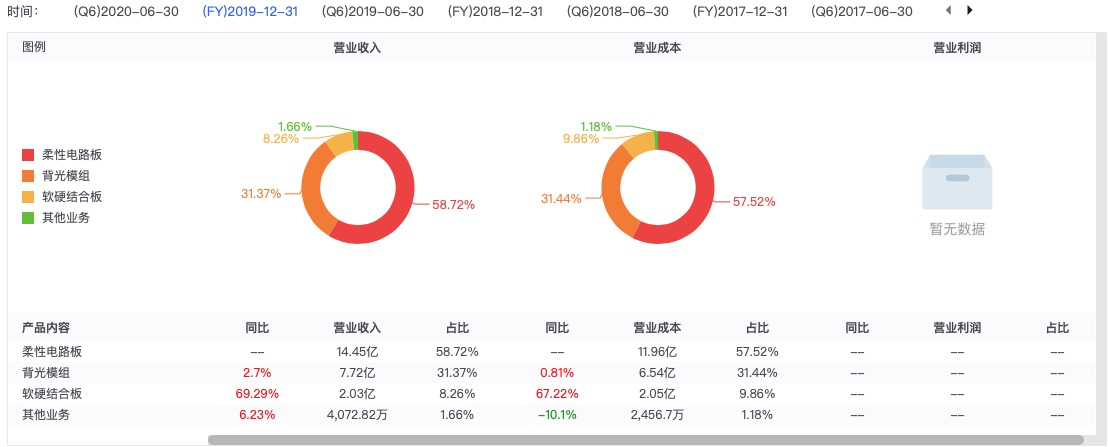 时间： (Q6)2020-06-30 (FY)2019-12-31 (Q6)2019-06-30 (FY)2018-12-31 (Q6)2018-06-30 (FY)2017-12-31 (Q6)2017-06-30
图例 营业收入 营业成本 营业利润
1.66% 1.18%
8.26% 9.86%
柔性电路板
背光模组
31.37% 31.44%
软硬结合板
58.72% 57.52%
其他业务
暂无数据
产品内容 同比 营业收入 占比 同比 营业成本 占比 同比 营业利润 占比
柔性电路板 -- 14.45亿 58.72% -- 11.96亿 57.52% -- -- --
背光模组 2.7% 7.72亿 31.37% 0.81% 6.54亿 31.44% -- -- --
软硬结合板 69.29% 2.03亿 8.26% 67.22% 2.05亿 9.86% -- -- --
其他业务 6.23% 4,072.82万 1.66% -10.1% 2,456.7万 1.18% -- -- --